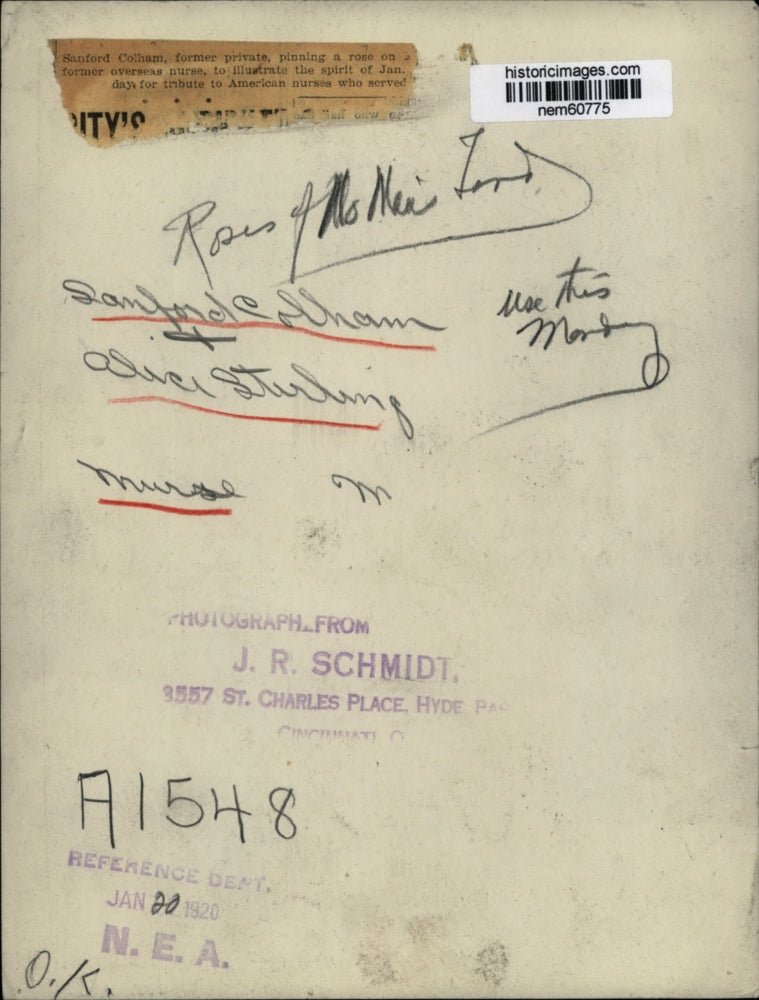 Sanford Colham, former private, pinning a rose on a
former overseas nurse, to illustrate the spirit of Jan.
day for tribute to American nurses who served
ITY'S
historicimages.com
nem60775
Roses of No
Sanford Colham
+
Alice Sterling
use this
Monday
Nurse M
PHOTOGRAPH FROM
J. R. SCHMIDT,
3557 ST. CHARLES PLACE, HYDE PAR
CINCINNATI O
A1548
REFERENCE DEPT.
JAN 20 1920
N. E. A.
O.K.